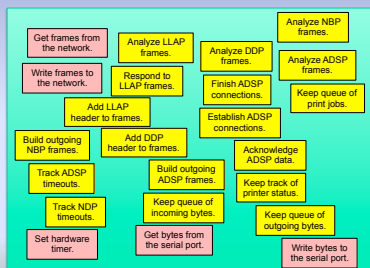 Get frames from
the network.
Analyze LLAP
frames.
Analyze NBP
frames.
Analyze DDP
frames.
Analyze ADSP
frames.
Write frames to
the network.
Respond to
LLAP frames.
Finish ADSP
connections.
Keep queue of
print jobs.
Add LLAP
header to frames.
Establish ADSP
connections.
Build outgoing
NBP frames.
Add DDP
header to frames.
Acknowledge
ADSP data.
Track ADSP
timeouts.
Build outgoing
ADSP frames.
Keep track of
printer status.
Track NDP
timeouts.
Keep queue of
incoming bytes.
Keep queue of
outgoing bytes.
Set hardware
timer.
Get bytes from
the serial port.
Write bytes to
the serial port.